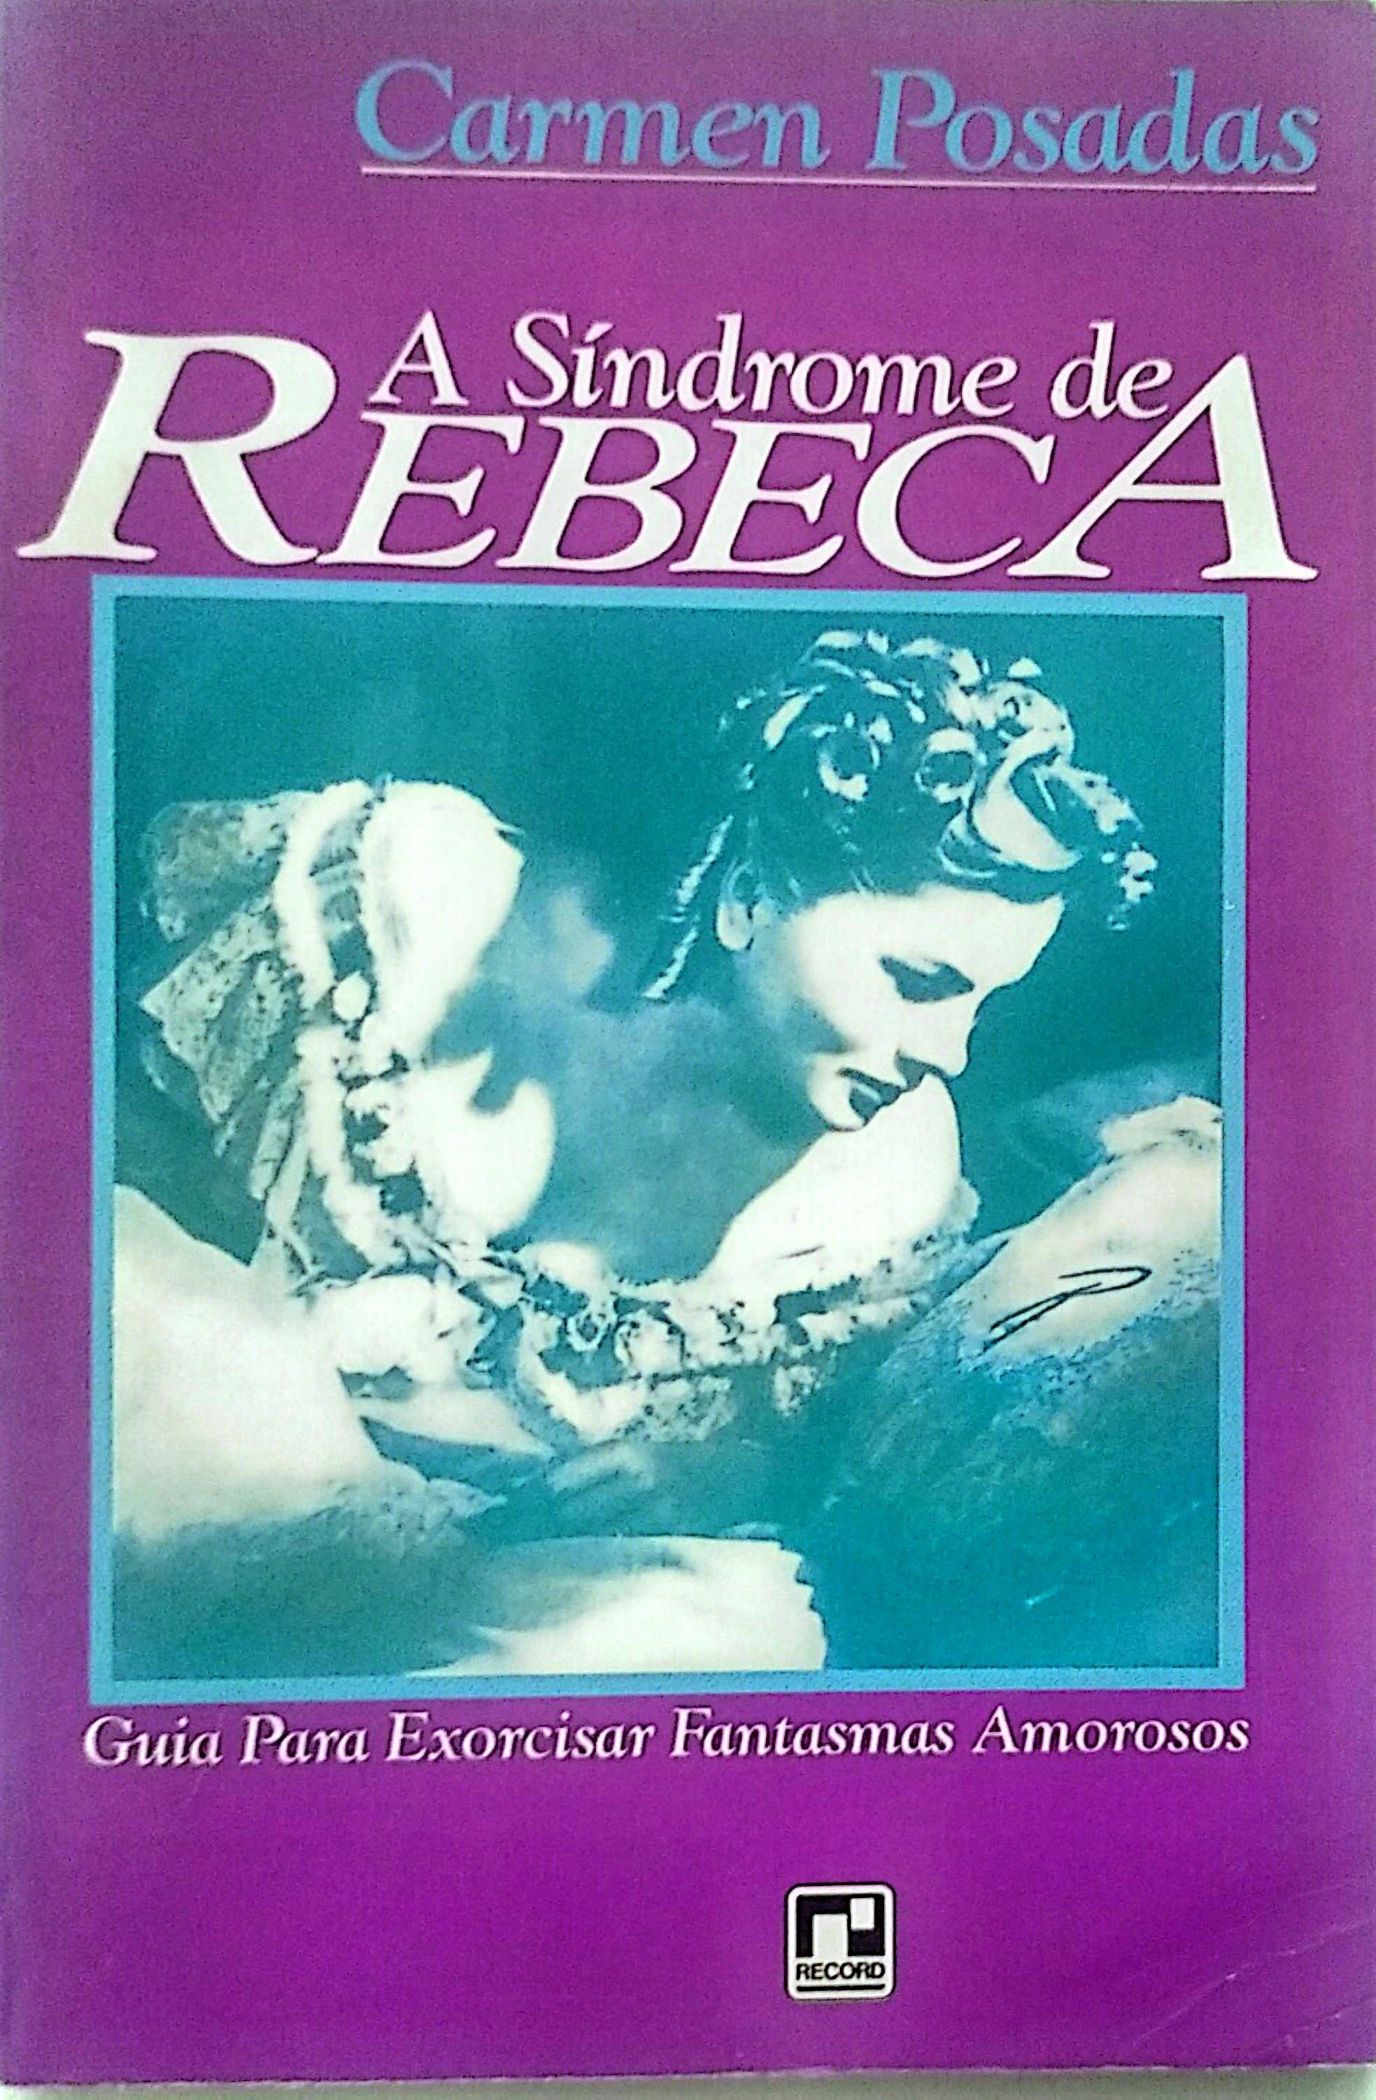 Carmen Posadas
A Síndrome de
REBECA
Guia Para Exorcisar Fantasmas Amorosos
RECORD